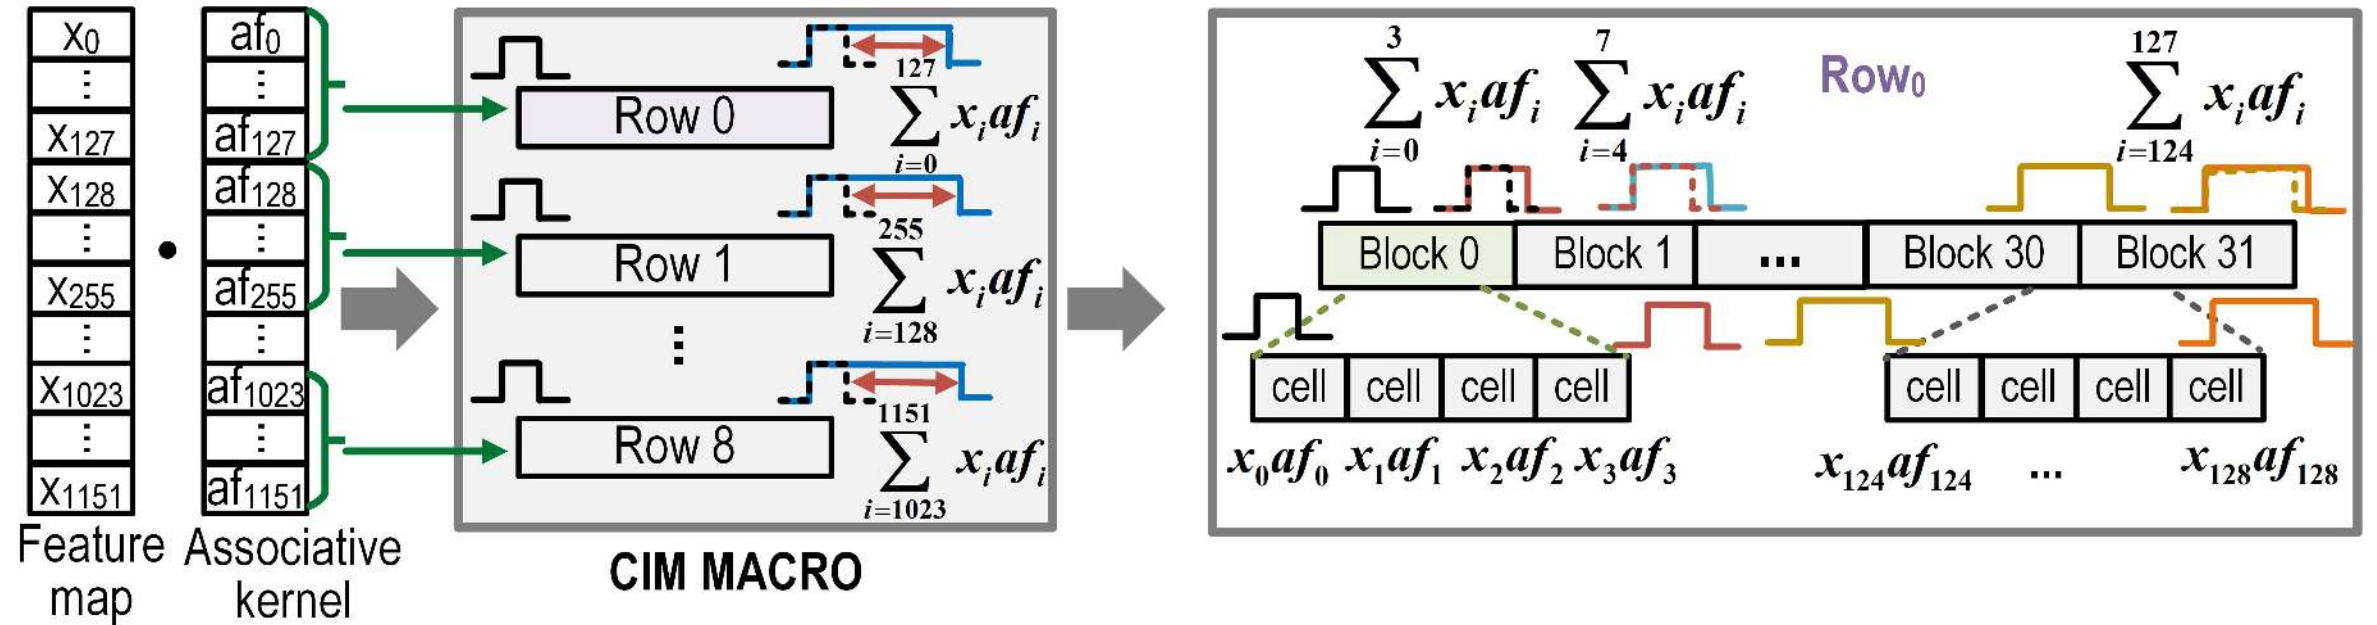 x0
⋮
x127
x128
⋮
x255
⋮
x1023
⋮
x1151
Feature
map
•
af0
⋮
af127
af128
⋮
af255
⋮
af1023
⋮
af1151
Associative
kernel
Row 0
127
∑ xiafi
i=0
Row 1
255
∑ xiafi
i=128
⋮
Row 8
1151
∑ xiafi
i=1023
CIM MACRO
3
∑ xiafi
i=0
7
∑ xiafi
i=4
Row0
127
∑ xiafi
i=124
Block 0 Block 1 ... Block 30 Block 31
cell cell cell cell
cell cell cell cell
x0af0 x1af1 x2af2 x3af3
x124af124 ... x128af128